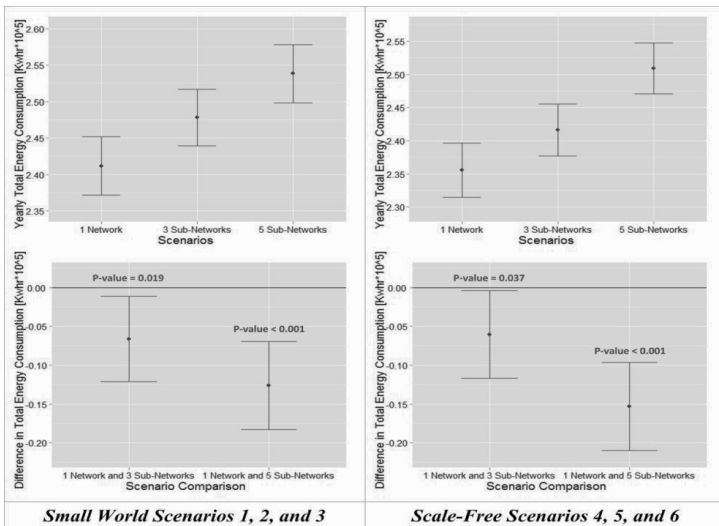 Yearly Total Energy Consumption [Kwhr*10^5]
2.60
2.55
2.50
2.45
2.40
2.35
1 Network 3 Sub-Networks 5 Sub-Networks
Scenarios
Yearly Total Energy Consumption [Kwhr*10^5]
2.55
2.50
2.45
2.40
2.35
2.30
1 Network 3 Sub-Networks 5 Sub-Networks
Scenarios
Difference in Total Energy Consumption [Kwhr*10^5]
P-value = 0.019
0.00
P-value < 0.001
-0.05
-0.10
-0.15
-0.20
1 Network and 3 Sub-Networks 1 Network and 5 Sub-Networks
Scenario Comparison
Difference in Total Energy Consumption [Kwhr*10^5]
P-value = 0.037
0.00
-0.05
P-value < 0.001
-0.10
-0.15
-0.20
1 Network and 3 Sub-Networks 1 Network and 5 Sub-Networks
Scenario Comparison
Small World Scenarios 1, 2, and 3
Scale-Free Scenarios 4, 5, and 6